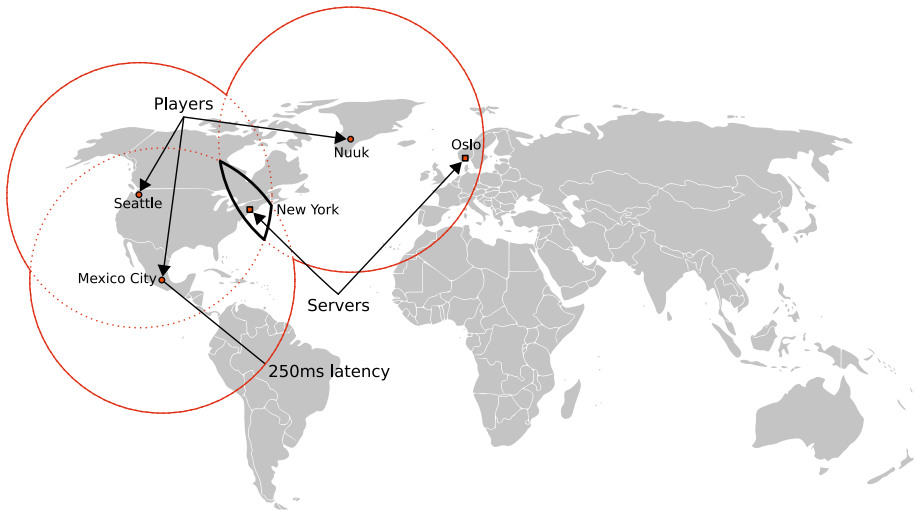 Players
Oslo
Nuuk
Seattle
New York
Mexico City
Servers
250ms latency